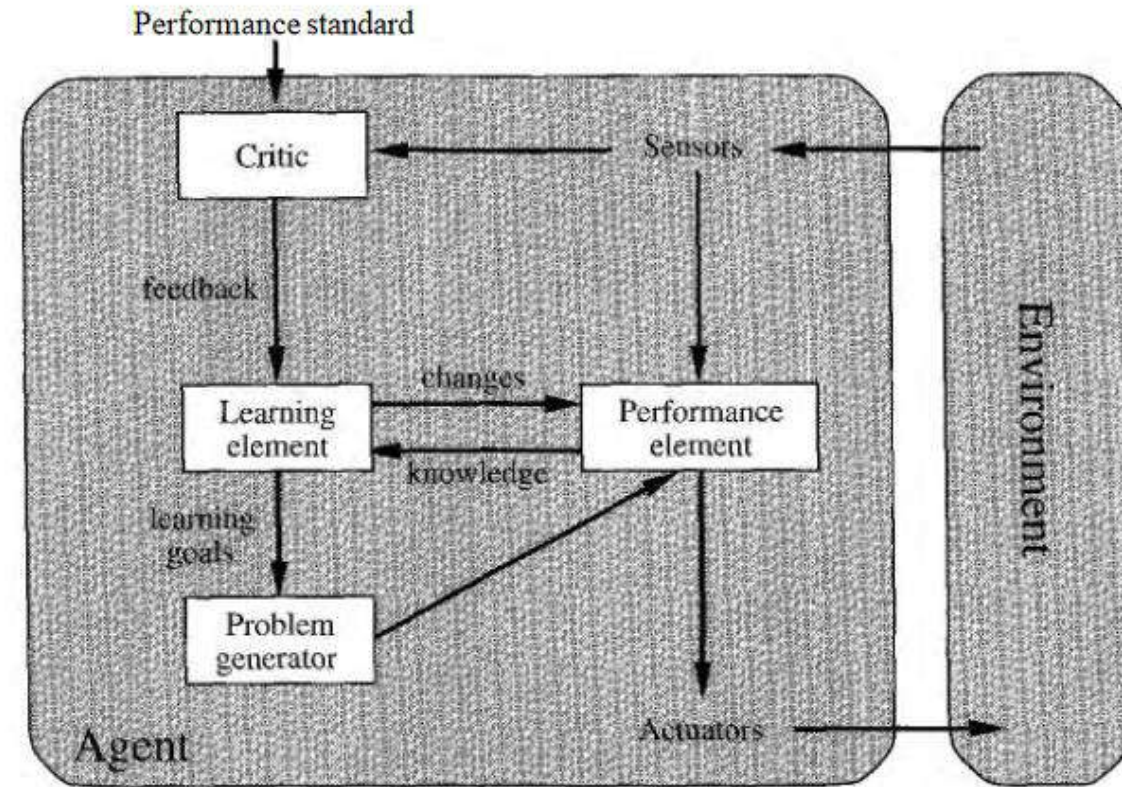 Performance standard
Critic
Sensors
feedback
changes
Learning
element
Performance
element
knowledge
learning
goals
Problem
generator
Agent
Actuators
Environment